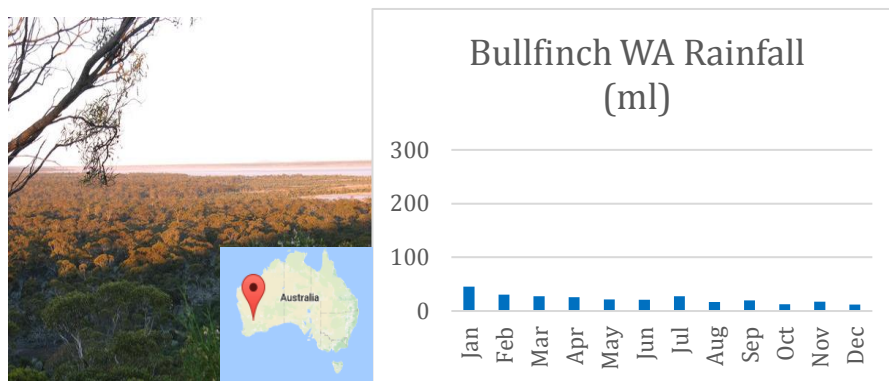 Bullfinch WA Rainfall
(ml)
300
200
100
0
Jan
Feb
Mar
Apr
May
Jun
Jul
Aug
Sep
Oct
Nov
Dec
Australia